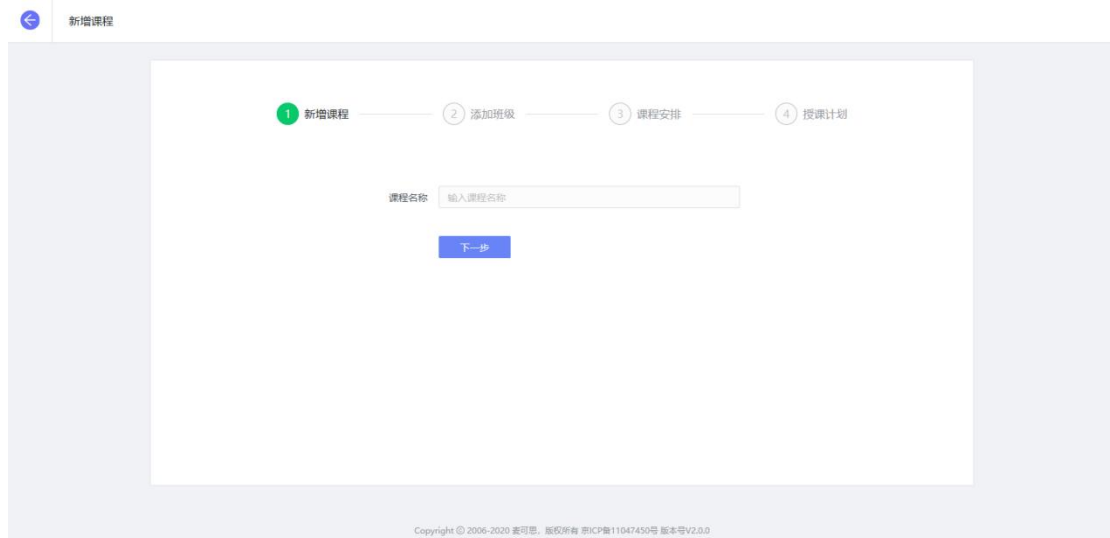 新增课程
1 新增课程 2 添加班级 3 课程安排 4 授课计划
课程名称 输入课程名称
下一步
Copyright © 2006-2020 麦可思，版权所有 京ICP备11047450号 版本号V2.0.0